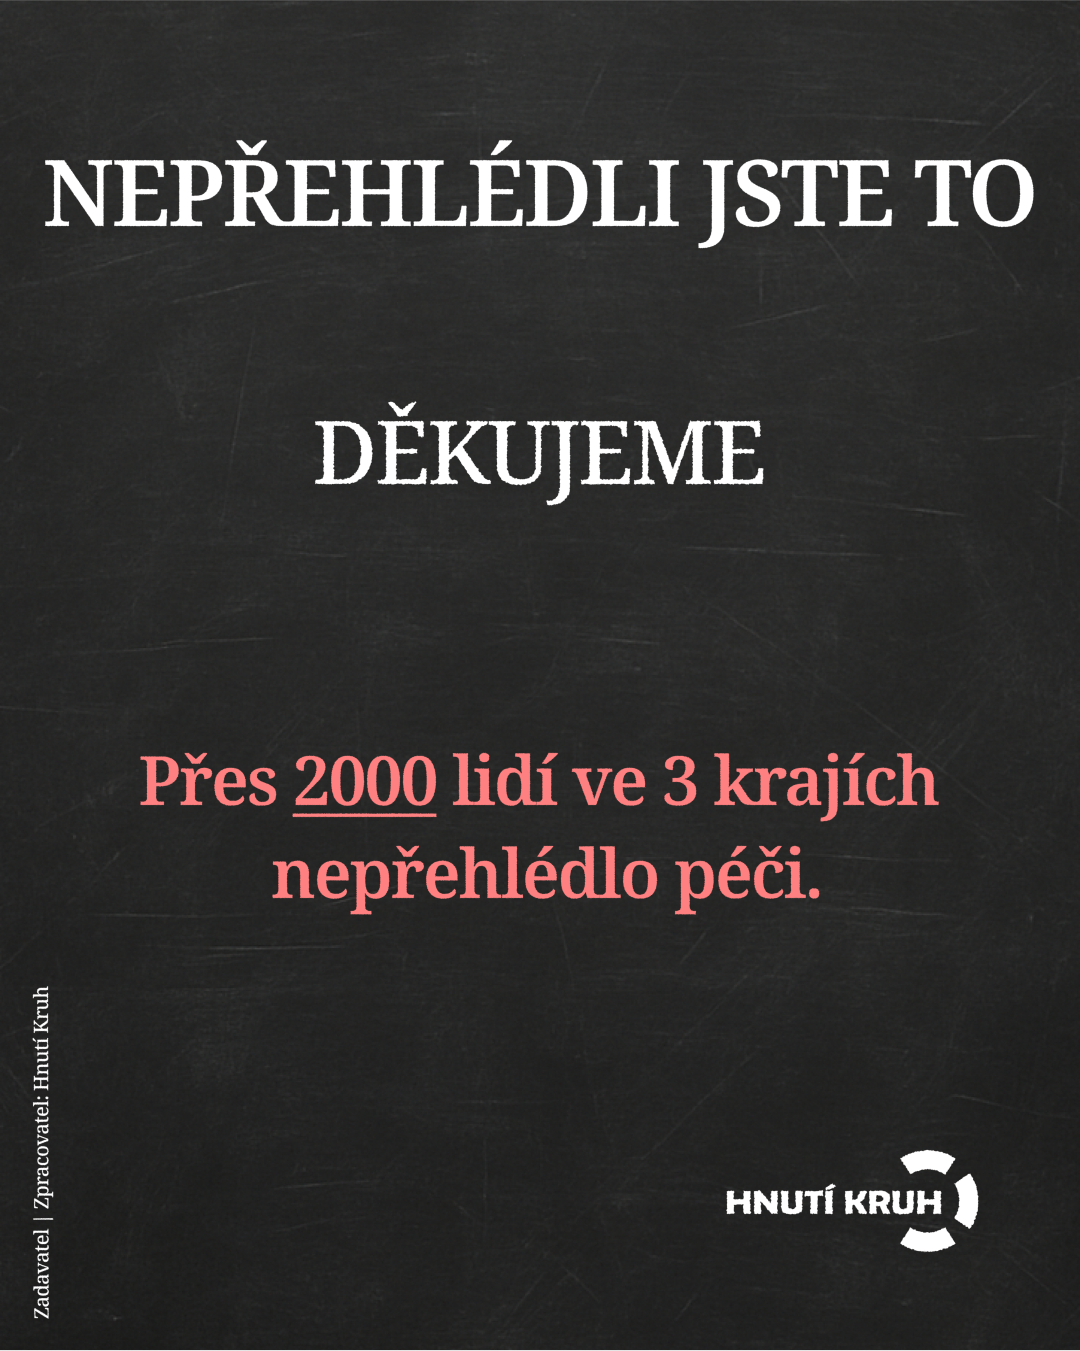 NEPŘEHLÉDLI JSTE TO
DĚKUJEME
Přes 2000 lidí ve 3 krajích
nepřehlédlo péči.
Zadavatel | Zpracovatel: Hnutí Kruh
HNUTÍ KRUH